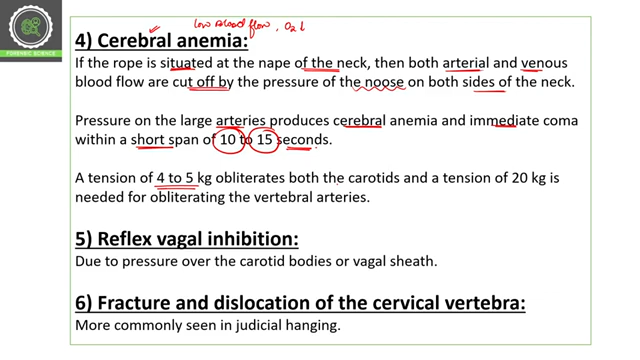 FORENSIC SCIENCE
low blood flow, O2 ↓
4) Cerebral anemia:
If the rope is situated at the nape of the neck, then both arterial and venous
blood flow are cut off by the pressure of the noose on both sides of the neck.
Pressure on the large arteries produces cerebral anemia and immediate coma
within a short span of 10 to 15 seconds.
A tension of 4 to 5 kg obliterates both the carotids and a tension of 20 kg is
needed for obliterating the vertebral arteries.
5) Reflex vagal inhibition:
Due to pressure over the carotid bodies or vagal sheath.
6) Fracture and dislocation of the cervical vertebra:
More commonly seen in judicial hanging.